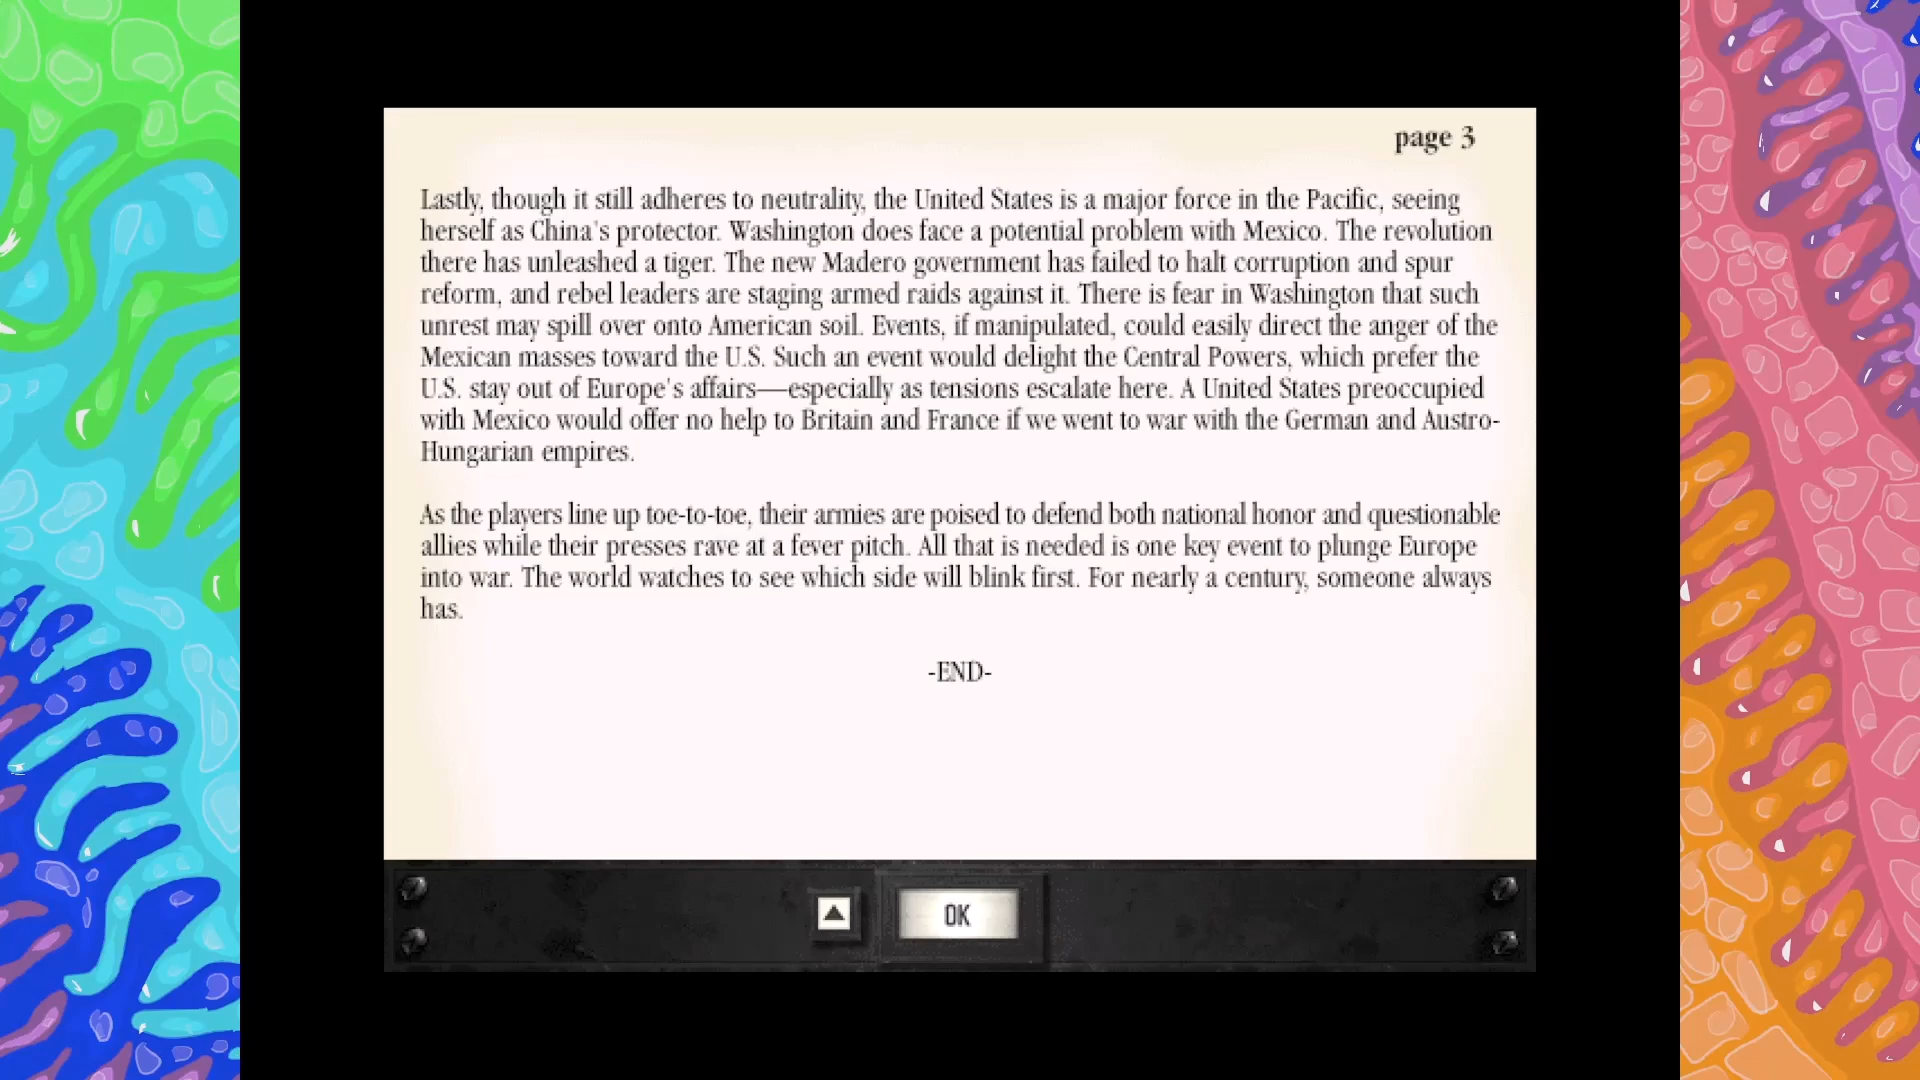 page 3
Lastly, though it still adheres to neutrality, the United States is a major force in the Pacific, seeing
herself as China's protector. Washington does face a potential problem with Mexico. The revolution
there has unleashed a tiger. The new Madero government has failed to halt corruption and spur
reform, and rebel leaders are staging armed raids against it. There is fear in Washington that such
unrest may spill over onto American soil. Events, if manipulated, could easily direct the anger of the
Mexican masses toward the U.S. Such an event would delight the Central Powers, which prefer the
U.S. stay out of Europe's affairs—especially as tensions escalate here. A United States preoccupied
with Mexico would offer no help to Britain and France if we went to war with the German and Austro-
Hungarian empires.
As the players line up toe-to-toe, their armies are poised to defend both national honor and questionable
allies while their presses rave at a fever pitch. All that is needed is one key event to plunge Europe
into war. The world watches to see which side will blink first. For nearly a century, someone always
has.
-END-
OK